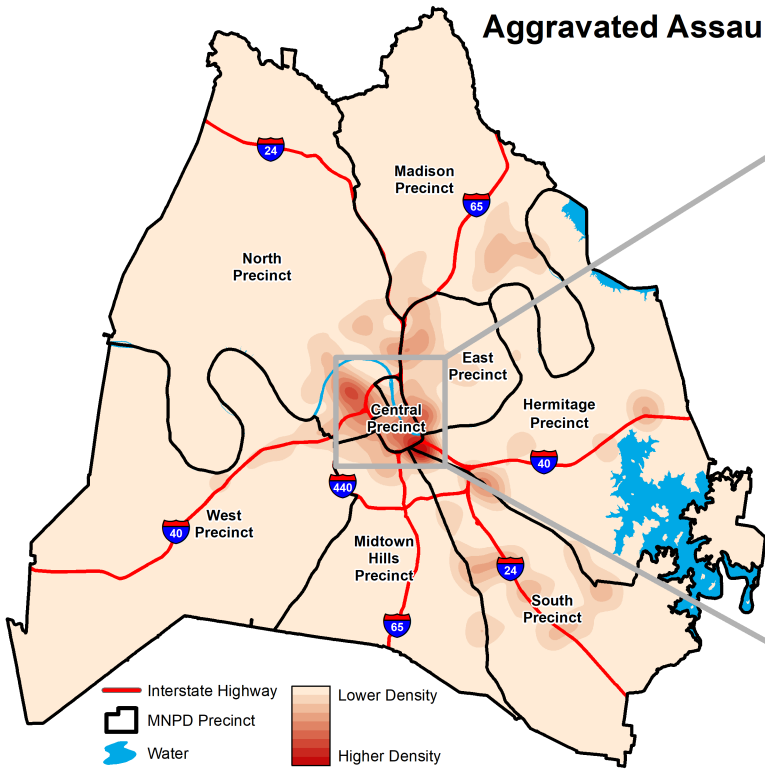 Aggravated Assau
24
Madison
Precinct
65
North
Precinct
East
Precinct
Hermitage
Precinct
Central
Precinct
40
440
West
Precinct
40
Midtown
Hills
Precinct
24
South
Precinct
65
Interstate Highway
MNPD Precinct
Water
Lower Density
Higher Density